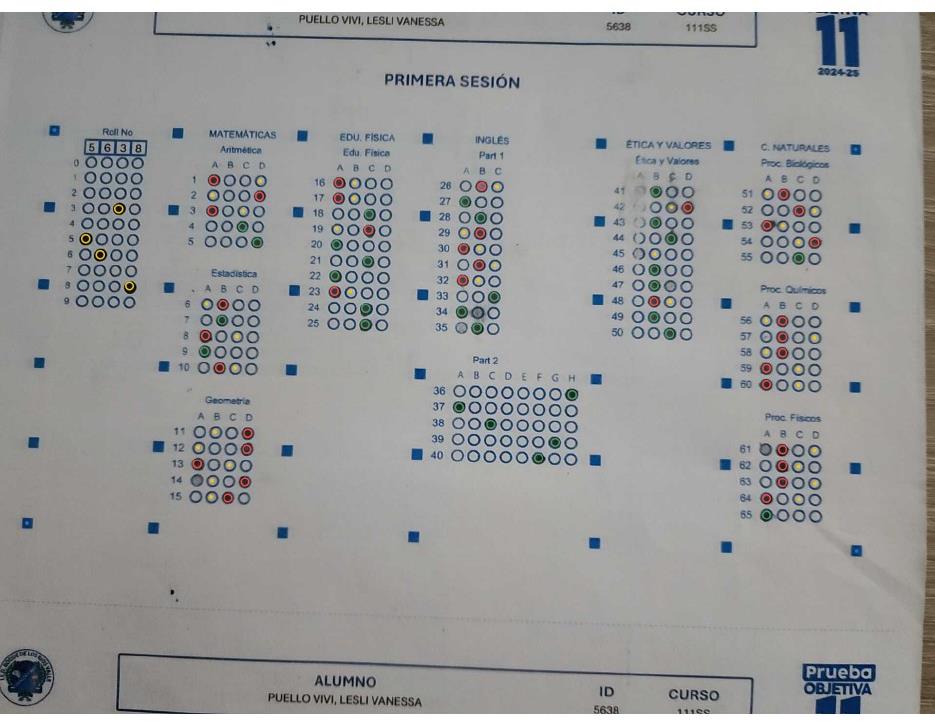 PUELLO VIVI, LESLI VANESSA
5638
111SS
11
2024-25
PRIMERA SESIÓN
Roll No
5 6 3 8
0
1
2
3
4
5
6
7
8
9
MATEMÁTICAS
Aritmética
A B C D
1
2
3
4
5
Estadística
A B C D
6
7
8
9
10
Geometría
A B C D
11
12
13
14
15
EDU. FÍSICA
Edu. Física
A B C D
16
17
18
19
20
21
22
23
24
25
INGLÉS
Part 1
A B C
26
27
28
29
30
31
32
33
34
35
Part 2
A B C D E F G H
36
37
38
39
40
ÉTICA Y VALORES
Ética y Valores
A B C D
41
42
43
44
45
46
47
48
49
50
C. NATURALES
Proc. Biológicos
A B C D
51
52
53
54
55
Proc. Químicos
A B C D
56
57
58
59
60
Proc. Físicos
A B C D
61
62
63
64
65
ALUMNO
PUELLO VIVI, LESLI VANESSA
ID
5638
CURSO
111SS
Prueba
OBJETIVA
11